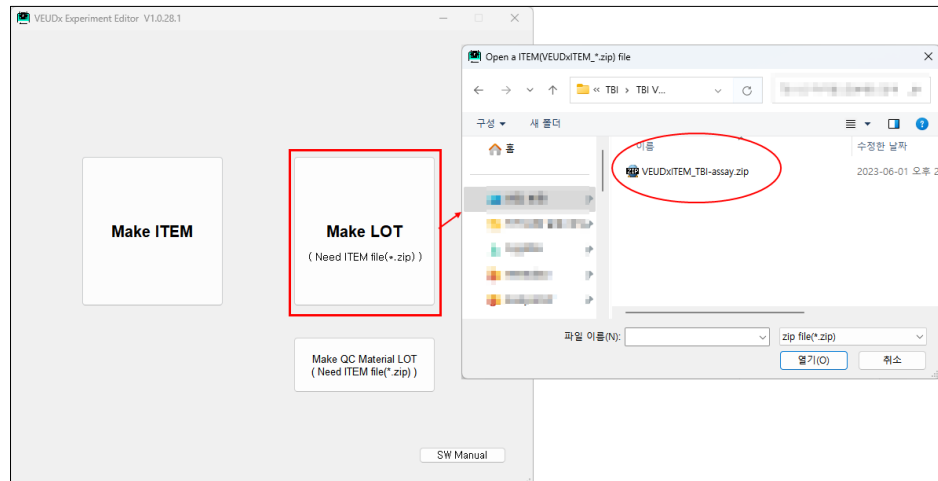 VEUDx Experiment Editor V1.0.28.1
Make ITEM
Make LOT
( Need ITEM file(*.zip) )
Make QC Material LOT
( Need ITEM file(*.zip) )
SW Manual
Open a ITEM(VEUDxITEM_*.zip) file
« TBI › TBI V...
구성
새 폴더
홈
이름
수정한 날짜
VEUDxITEM_TBI-assay.zip
2023-06-01 오후 2
파일 이름(N):
zip file(*.zip)
열기(O)
취소